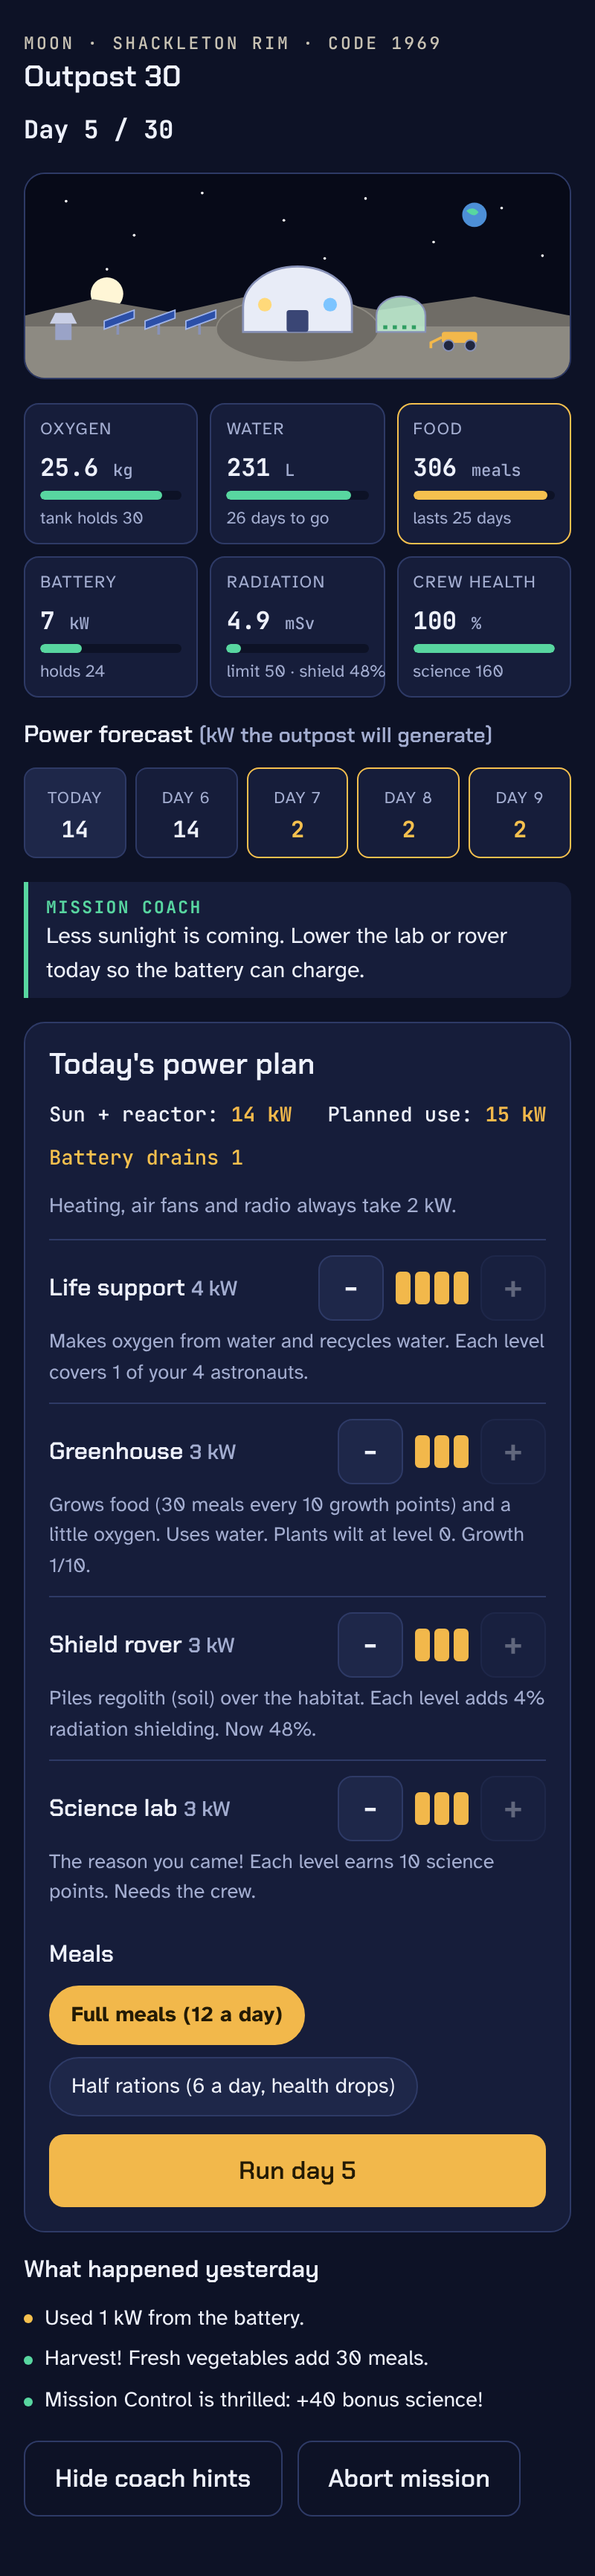 MOON · SHACKLETON RIM · CODE 1969
Outpost 30
Day 5 / 30
OXYGEN
25.6 kg
tank holds 30
WATER
231 L
26 days to go
FOOD
306 meals
lasts 25 days
BATTERY
7 kW
holds 24
RADIATION
4.9 mSv
limit 50 · shield 48%
CREW HEALTH
100 %
science 160
Power forecast (kW the outpost will generate)
TODAY
14
DAY 6
14
DAY 7
2
DAY 8
2
DAY 9
2
MISSION COACH
Less sunlight is coming. Lower the lab or rover
today so the battery can charge.
Today's power plan
Sun + reactor: 14 kW Planned use: 15 kW
Battery drains 1
Heating, air fans and radio always take 2 kW.
Life support 4 kW - +
Makes oxygen from water and recycles water. Each level
covers 1 of your 4 astronauts.
Greenhouse 3 kW - +
Grows food (30 meals every 10 growth points) and a
little oxygen. Uses water. Plants wilt at level 0. Growth
1/10.
Shield rover 3 kW - +
Piles regolith (soil) over the habitat. Each level adds 4%
radiation shielding. Now 48%.
Science lab 3 kW - +
The reason you came! Each level earns 10 science
points. Needs the crew.
Meals
Full meals (12 a day)
Half rations (6 a day, health drops)
Run day 5
What happened yesterday
Used 1 kW from the battery.
Harvest! Fresh vegetables add 30 meals.
Mission Control is thrilled: +40 bonus science!
Hide coach hints
Abort mission